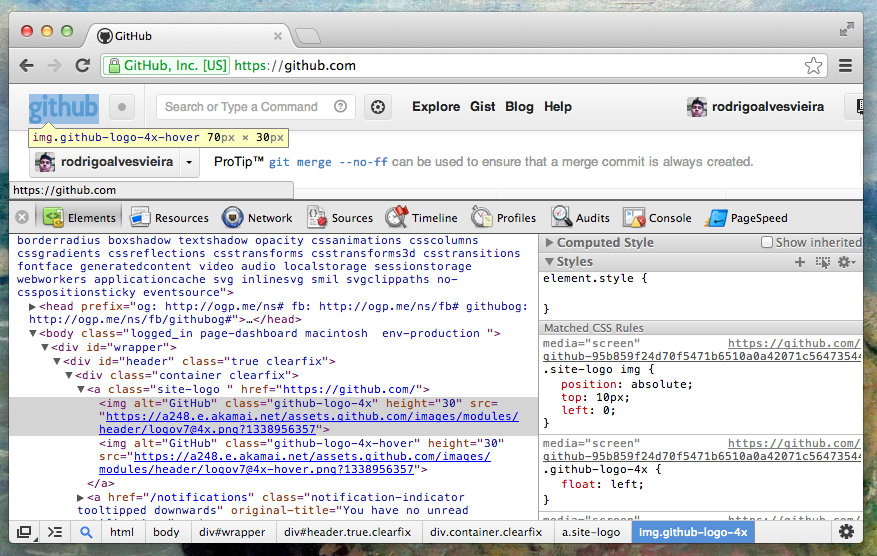 GitHub
GitHub, Inc. [US] https://github.com
github Search or Type a Command Explore Gist Blog Help rodrigoalvesvieira
img.github-logo-4x-hover 70px × 30px
rodrigoalvesvieira ProTip™ git merge --no-ff can be used to ensure that a merge commit is always created.
https://github.com
Elements Resources Network Sources Timeline Profiles Audits Console PageSpeed
borderradius boxshadow textshadow opacity cssanimations csscolumns
cssgradients cssreflections csstransforms csstransforms3d csstransitions
fontface generatedcontent video audio localstorage sessionstorage
webworkers applicationcache svg inlinesvg smil svgclippaths no-
csspositionsticky eventsource">
<head prefix="og: http://ogp.me/ns# fb: http://ogp.me/ns/fb# githubog:
http://ogp.me/ns/fb/githubog#">…</head>
<body class="logged_in page-dashboard macintosh  env-production ">
<div id="wrapper">
<div id="header" class="true clearfix">
<div class="container clearfix">
<a class="site-logo " href="https://github.com/">
<img alt="GitHub" class="github-logo-4x" height="30" src=
"https://a248.e.akamai.net/assets.github.com/images/modules/
header/logov7@4x.png?1338956357">
<img alt="GitHub" class="github-logo-4x-hover" height="30"
src="https://a248.e.akamai.net/assets.github.com/images/
modules/header/logov7@4x-hover.png?1338956357">
</a>
<a href="/notifications" class="notification-indicator
tooltipped downwards" original-title="You have no unread
Computed Style Show inherited
Styles
element.style {
}
Matched CSS Rules
media="screen" https://github.com/
github-95b859f24d70f5471b6510a0a42071c56473544
.site-logo img {
position: absolute;
top: 10px;
left: 0;
}
media="screen" https://github.com/
github-95b859f24d70f5471b6510a0a42071c56473544
.github-logo-4x {
float: left;
}
media="screen" https://github.com/
html body div#wrapper div#header.true.clearfix div.container.clearfix a.site-logo img.github-logo-4x